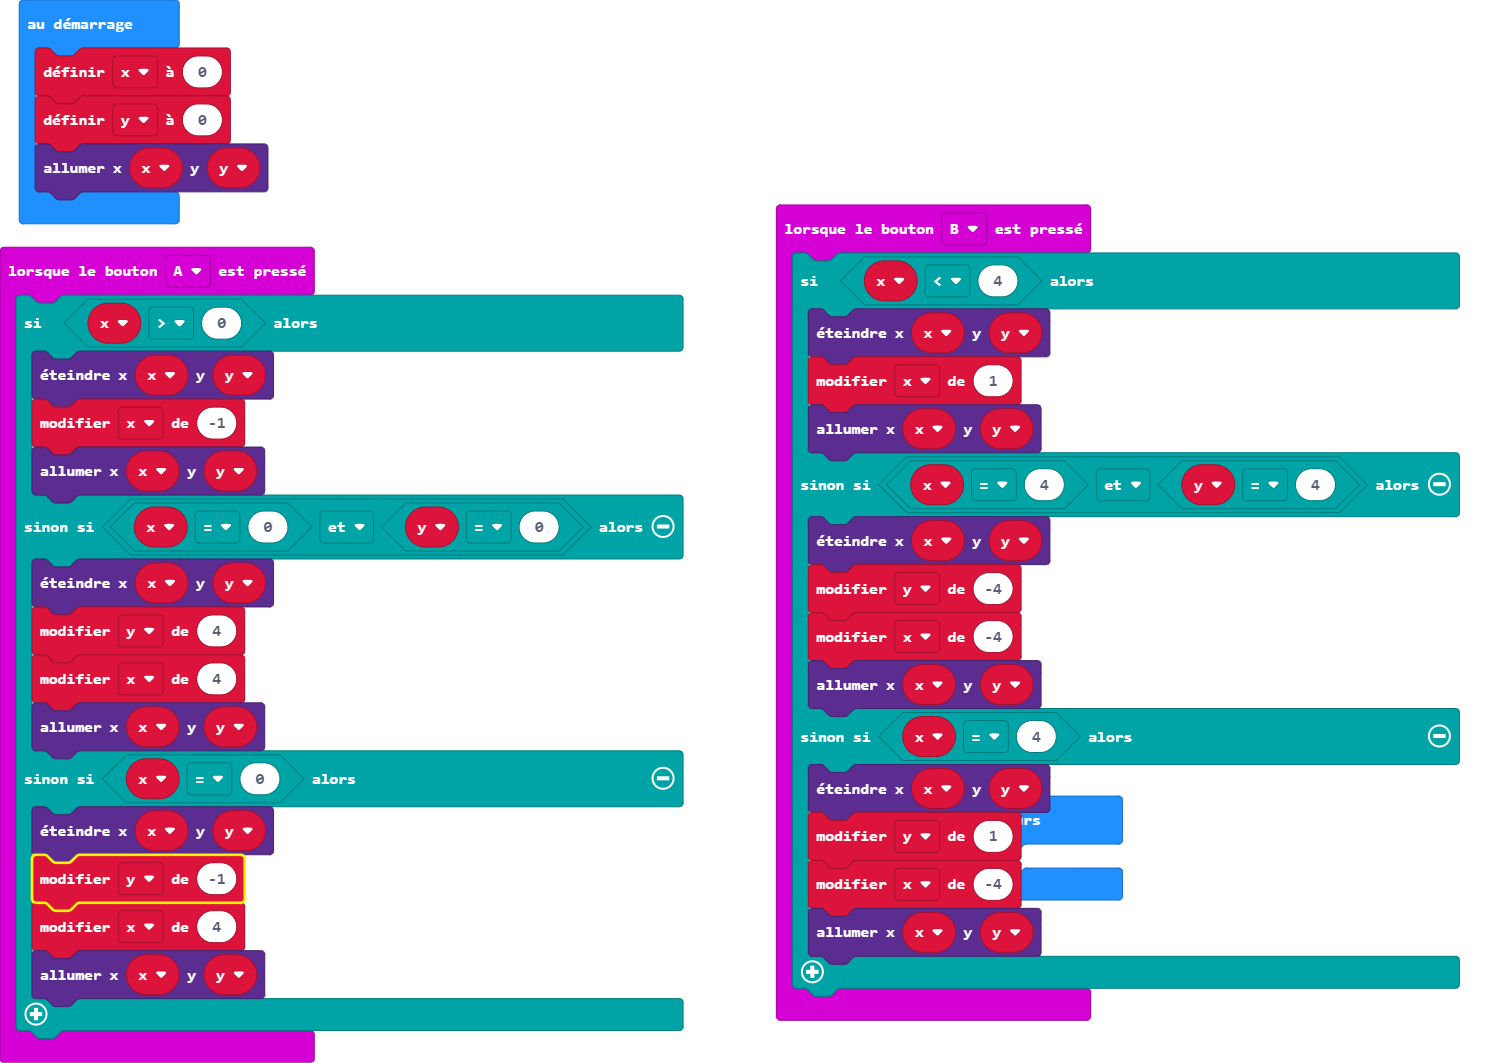 au démarrage
définir x à 0
définir y à 0
allumer x x y y
lorsque le bouton A est pressé
si x > 0 alors
éteindre x x y y
modifier x de -1
allumer x x y y
sinon si x = 0 et y = 0 alors
éteindre x x y y
modifier y de 4
modifier x de 4
allumer x x y y
sinon si x = 0 alors
éteindre x x y y
modifier y de -1
modifier x de 4
allumer x x y y
lorsque le bouton B est pressé
si x < 4 alors
éteindre x x y y
modifier x de 1
allumer x x y y
sinon si x = 4 et y = 4 alors
éteindre x x y y
modifier y de -4
modifier x de -4
allumer x x y y
sinon si x = 4 alors
éteindre x x y y
rs
modifier y de 1
modifier x de -4
allumer x x y y